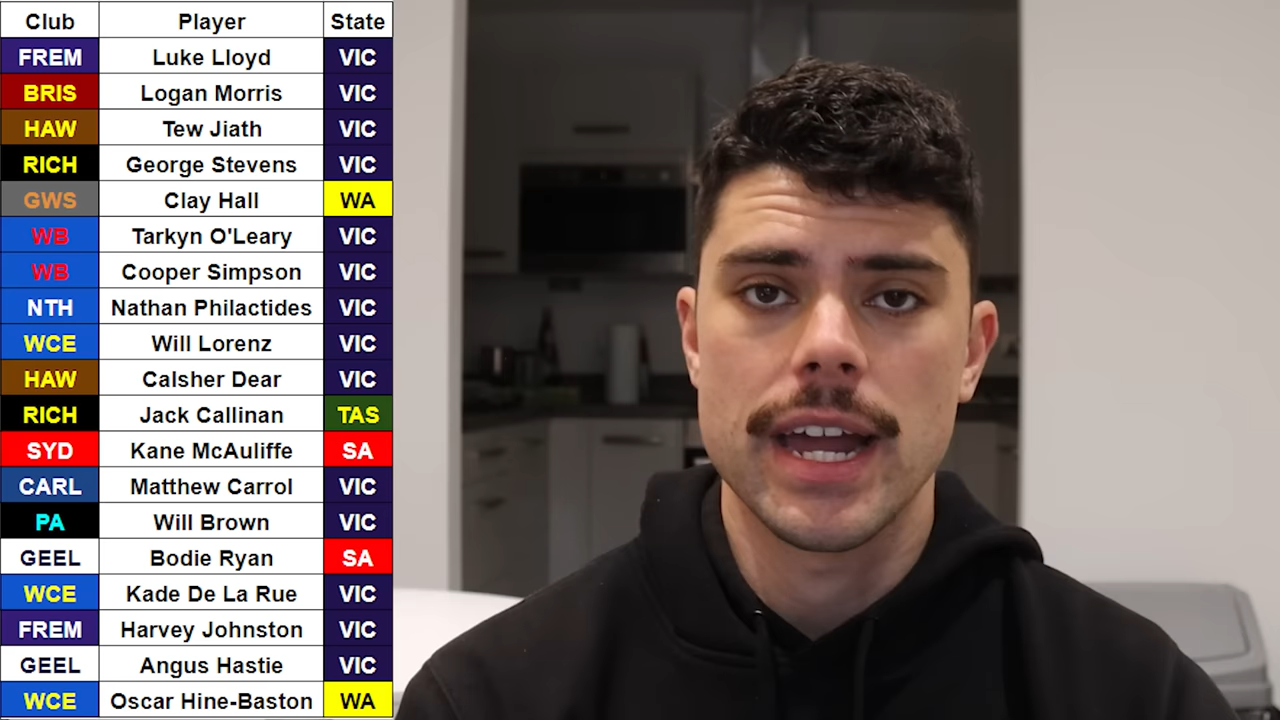 Club Player State
FREM Luke Lloyd VIC
BRIS Logan Morris VIC
HAW Tew Jiath VIC
RICH George Stevens VIC
GWS Clay Hall WA
WB Tarkyn O'Leary VIC
WB Cooper Simpson VIC
NTH Nathan Philactides VIC
WCE Will Lorenz VIC
HAW Calsher Dear VIC
RICH Jack Callinan TAS
SYD Kane McAuliffe SA
CARL Matthew Carrol VIC
PA Will Brown VIC
GEEL Bodie Ryan SA
WCE Kade De La Rue VIC
FREM Harvey Johnston VIC
GEEL Angus Hastie VIC
WCE Oscar Hine-Baston WA